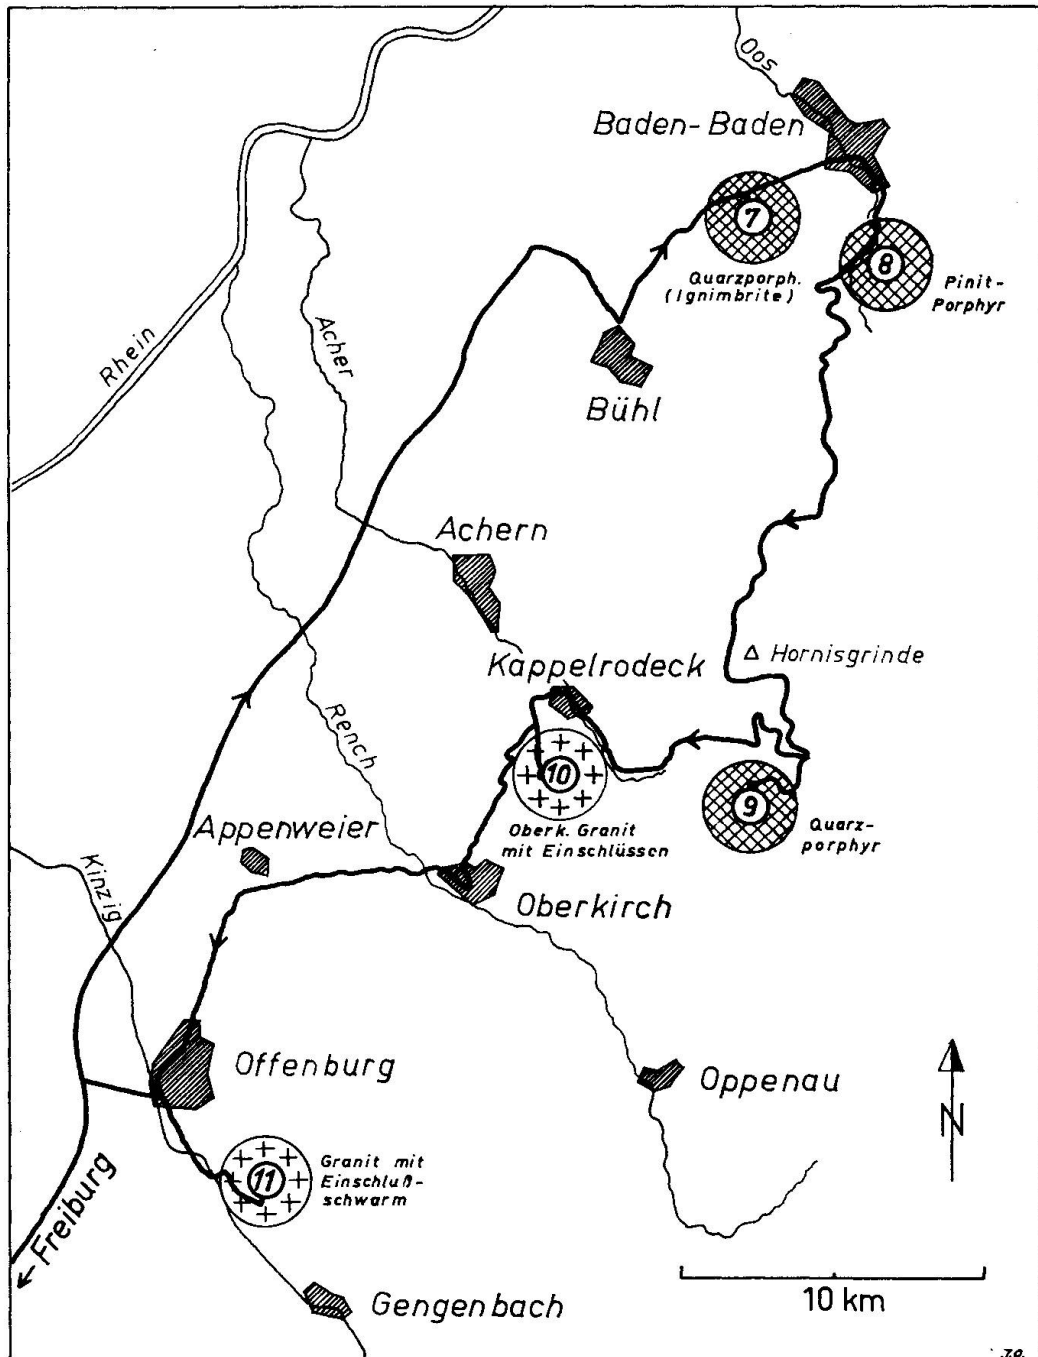 Oos
Baden-Baden
7
Quarzporph.
(Ignimbrite)
8
Pinit-
Porphyr
Rhein
Acher
Bühl
Achern
Hornisgrinde
Kappelrodeck
Rench
10
Oberk. Granit
mit Einschlüssen
9
Quarz-
porphyr
Appenweier
Kinzig
Oberkirch
Offenburg
Oppenau
N
11
Granit mit
Einschluß-
schwarm
← Freiburg
Gengenbach
10 km